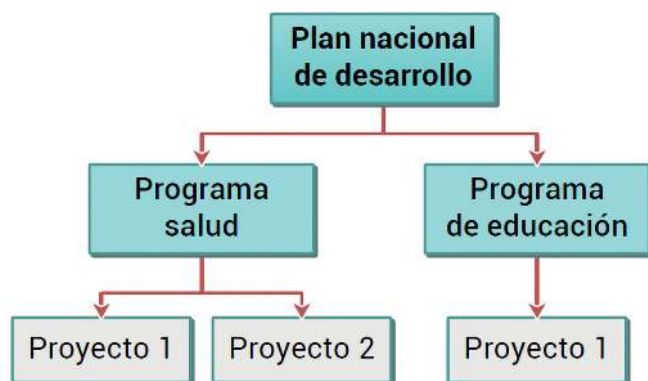 Plan nacional
de desarrollo
Programa
salud
Programa
de educación
Proyecto 1
Proyecto 2
Proyecto 1